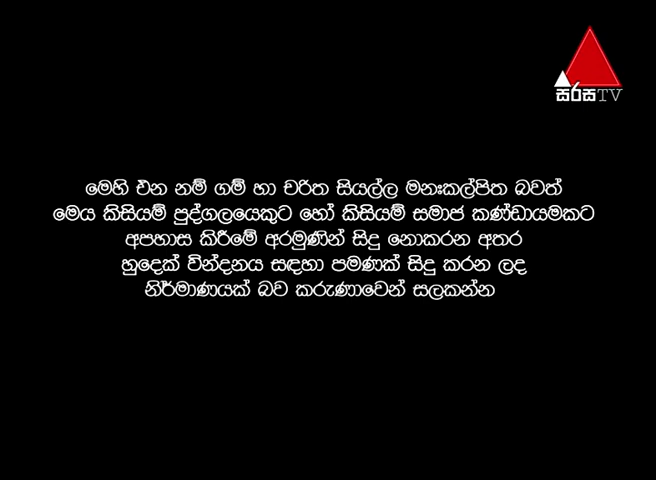 සිරසTV
මෙහි එන නම් ගම් හා චරිත සියල්ල මනඃකල්පිත බවත්
මෙය කිසියම් පුද්ගලයෙකුට හෝ කිසියම් සමාජ කණ්ඩායමකට
අපහාස කිරීමේ අරමුණින් සිදු නොකරන අතර
හුදෙක් වින්දනය සඳහා පමණක් සිදු කරන ලද
නිර්මාණයක් බව කරුණාවෙන් සලකන්න